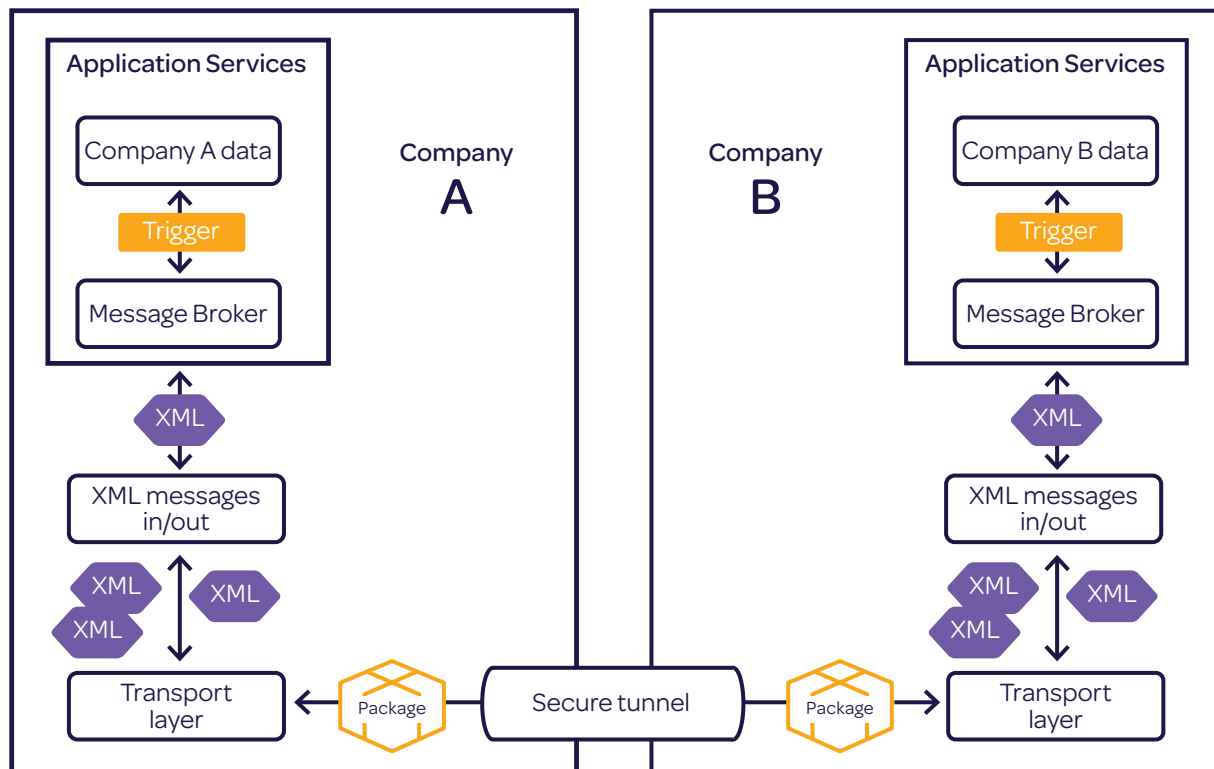 Application Services
Company A data
Trigger
Message Broker
XML
XML messages
in/out
XML
XML
XML
Transport
layer
Company
A
Package
Secure tunnel
Company
B
Package
Application Services
Company B data
Trigger
Message Broker
XML
XML messages
in/out
XML
XML
XML
Transport
layer